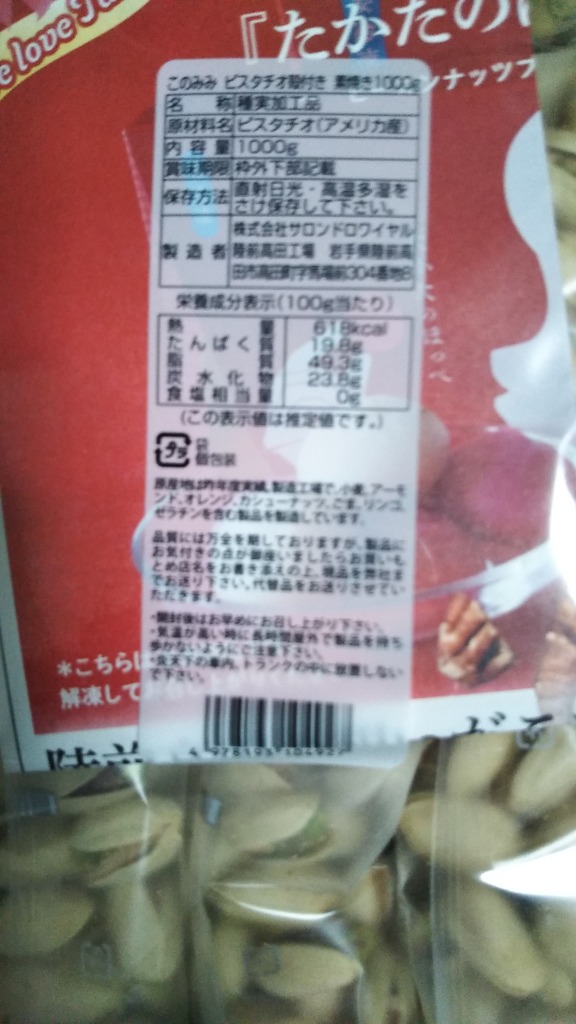 e love
『たかたの
ンナッツ
このみみ ピスタチオ殻付き 素焼き1000g
名 称 種実加工品
原材料名 ピスタチオ(アメリカ産)
内 容 量 1000g
賞味期限 枠外下部記載
保存方法 直射日光・高温多湿を
さけ保存して下さい。
製 造 者 株式会社サロンドロワイヤル
陸前高田工場 岩手県陸前高
田市高田町字馬場前304番地8
栄養成分表示(100g当たり)
熱 量 618kcal
たんぱく質 19.8g
脂 質 49.3g
炭 水 化 物 23.8g
食塩相当量 0g
(この表示値は推定値です。)
プラ 袋
個包装
原産地は昨年度実績。製造工場で、小麦、アーモ
ンド、オレンジ、カシューナッツ、ごま、リンゴ、
ゼラチンを含む製品を製造しています。
品質には万全を期しておりますが、製品に
お気付きの点が御座いましたらお買いも
とめ店名をお書き添えの上、現品を弊社ま
でお送り下さい。代替品をお送りさせてい
ただきます。
・開封後はお早めにお召し上がり下さい。
・気温が高い時に長時間屋外で製品を持ち
歩かないようにご注意下さい。
・炎天下の車内、トランクの中に放置しない
で下さい。
*こちらは
解凍して
陸前